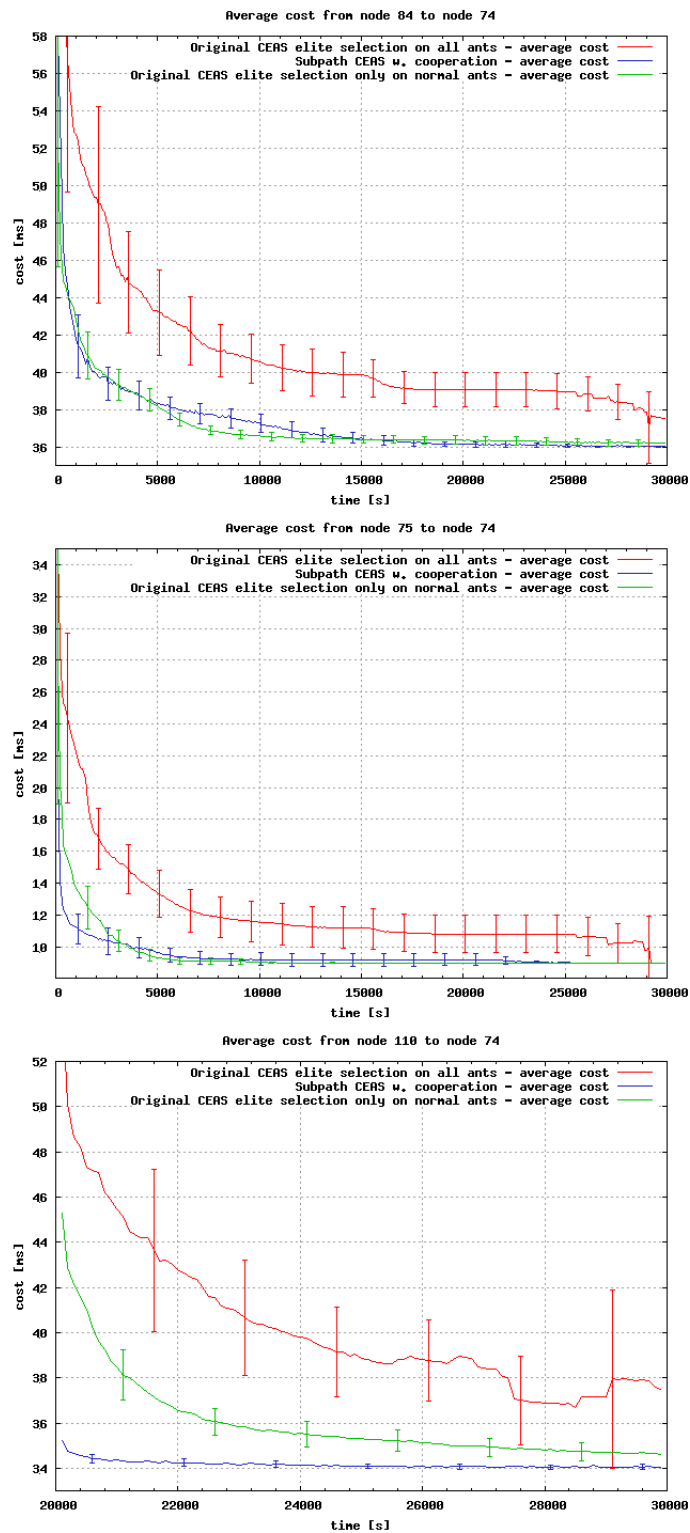 Average cost from node 84 to node 74
Original CEAS elite selection on all ants - average cost
Subpath CEAS w. cooperation - average cost
Original CEAS elite selection only on normal ants - average cost
58
56
54
52
50
48
46
44
42
40
38
36
cost [ms]
0 5000 10000 15000 20000 25000 30000
time [s]
Average cost from node 75 to node 74
Original CEAS elite selection on all ants - average cost
Subpath CEAS w. cooperation - average cost
Original CEAS elite selection only on normal ants - average cost
34
32
30
28
26
24
22
20
18
16
14
12
10
cost [ms]
0 5000 10000 15000 20000 25000 30000
time [s]
Average cost from node 110 to node 74
Original CEAS elite selection on all ants - average cost
Subpath CEAS w. cooperation - average cost
Original CEAS elite selection only on normal ants - average cost
52
50
48
46
44
42
40
38
36
34
cost [ms]
20000 22000 24000 26000 28000 30000
time [s]